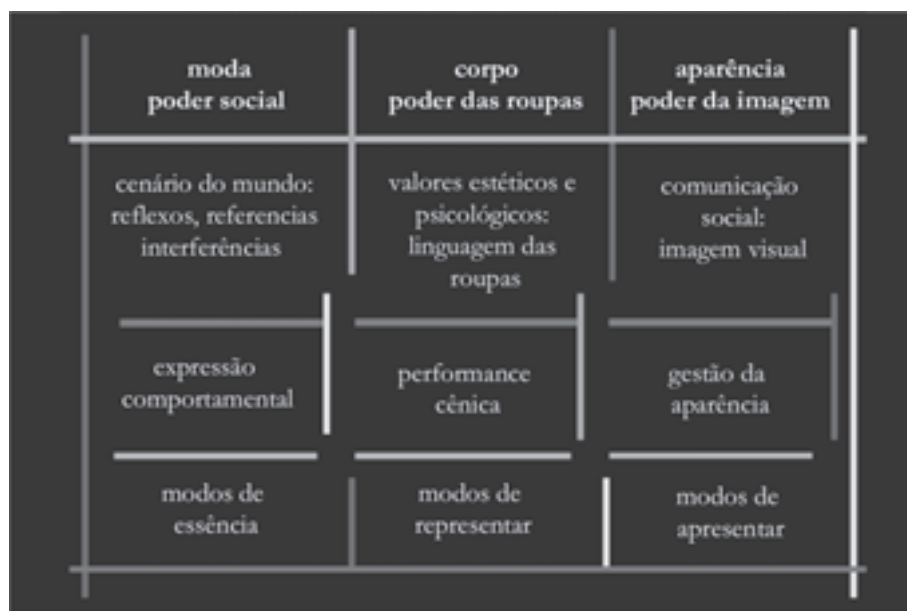 moda
poder social
corpo
poder das roupas
aparência
poder da imagem
cenário do mundo:
reflexos, referencias
interferências
valores estéticos e
psicológicos:
linguagem das
roupas
comunicação
social:
imagem visual
expressão
comportamental
performance
cênica
gestão da
aparência
modos de
essência
modos de
representar
modos de
apresentar